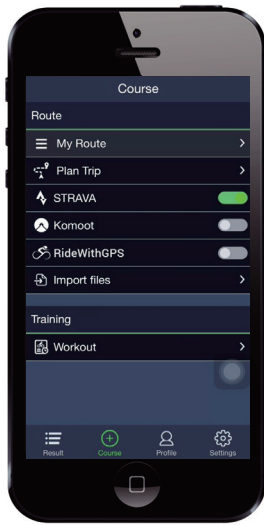 Course
Route
My Route
Plan Trip
STRAVA
Komoot
RideWithGPS
Import files
Training
Workout
Result Course Profile Settings